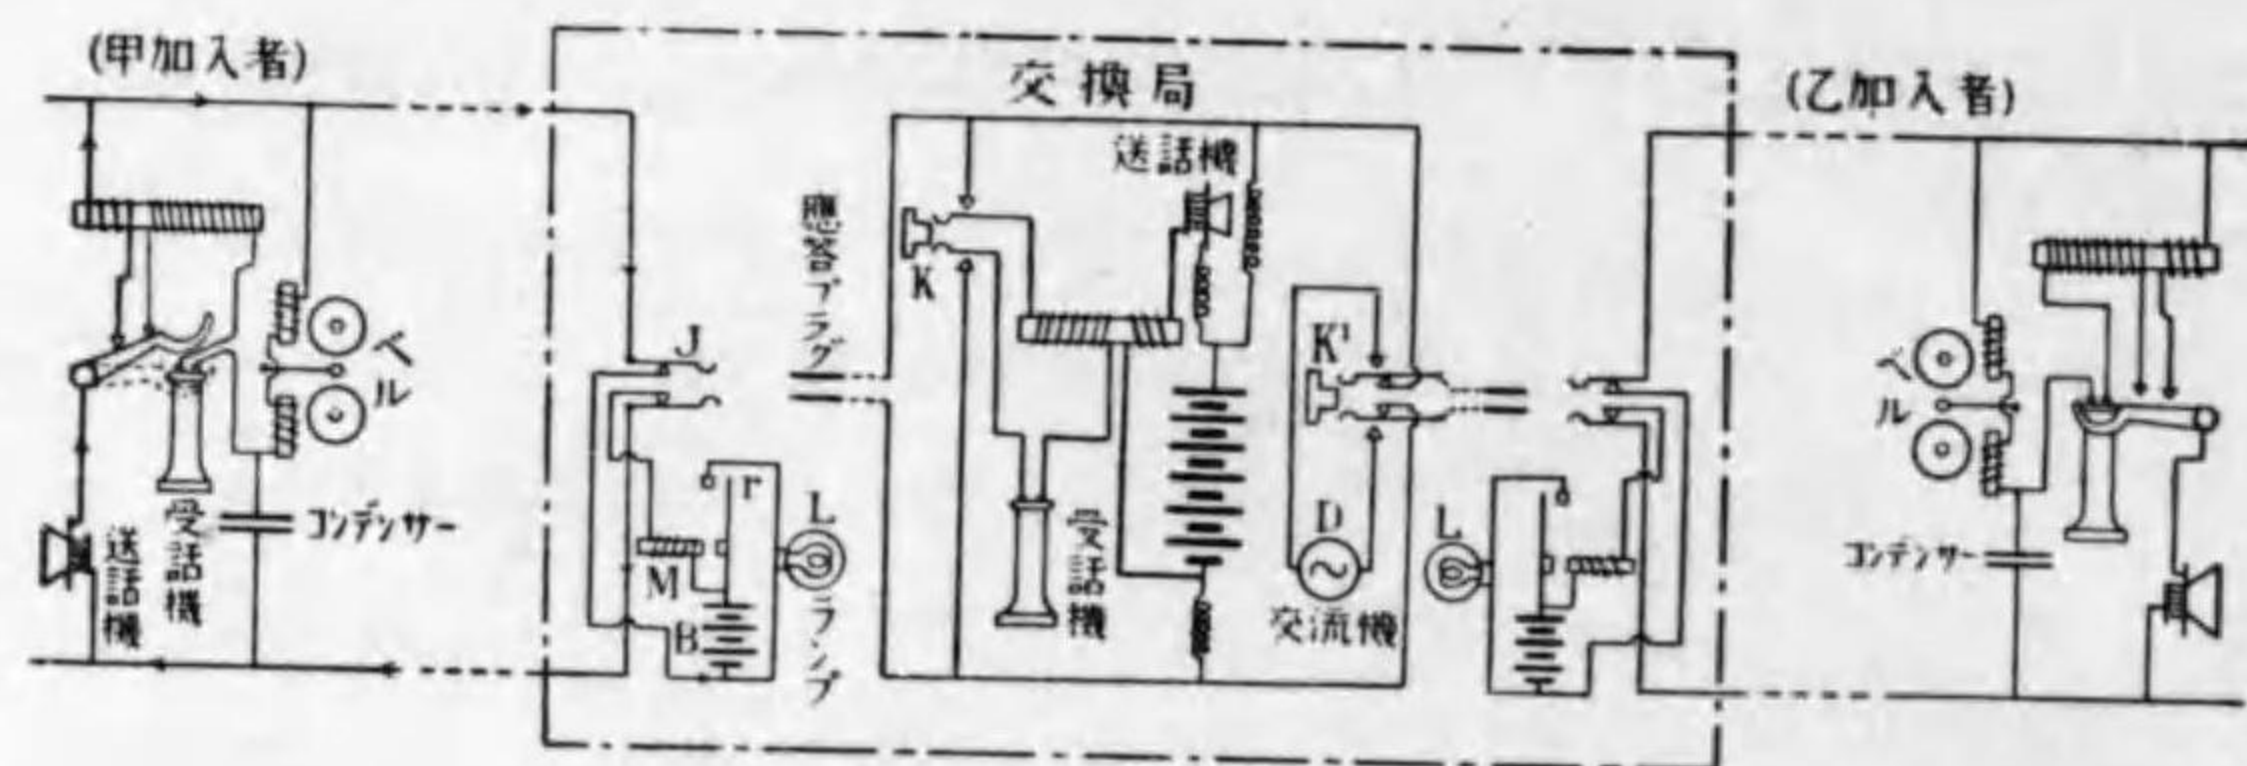 (甲加入者)
交換局
(乙加入者)
送話機
應答プラグ
K
J
ベル
K'
ベル
r
L
ランプ
コンデンサー
受話機
送話機
M
B
受話機
D
交流機
L
コンデンサー